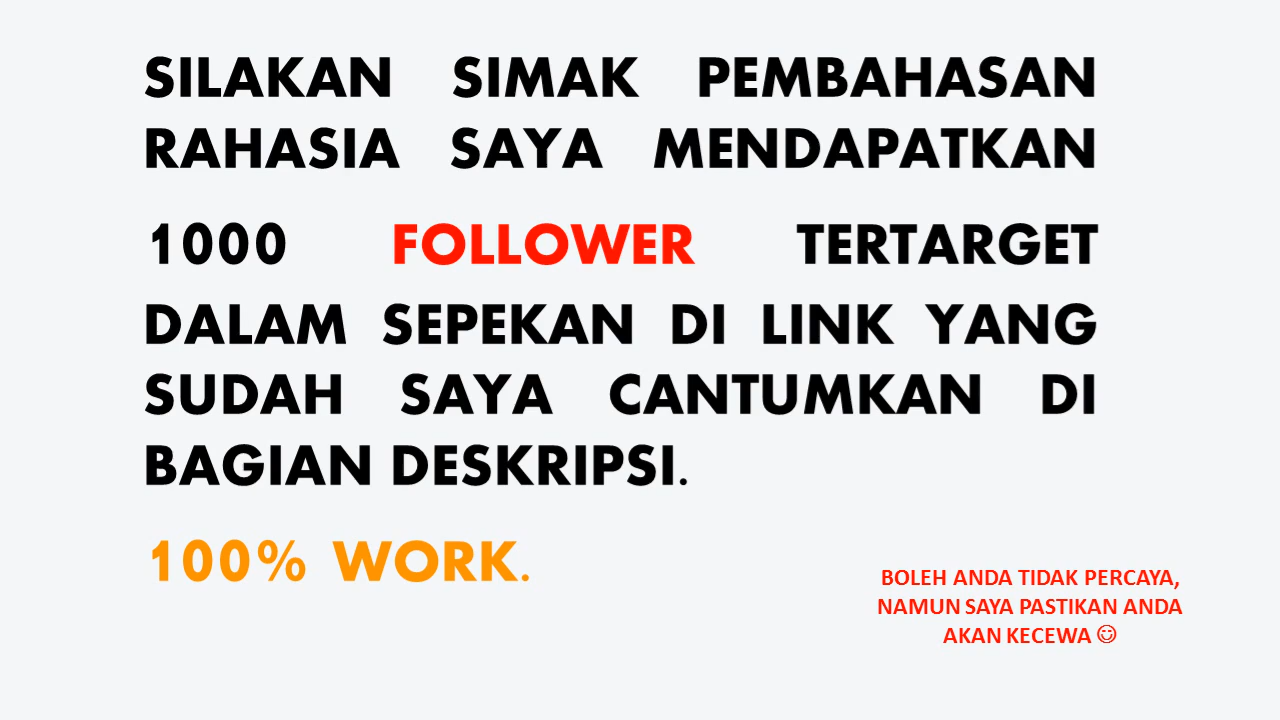 SILAKAN SIMAK PEMBAHASAN
RAHASIA SAYA MENDAPATKAN
1000 FOLLOWER TERTARGET
DALAM SEPEKAN DI LINK YANG
SUDAH SAYA CANTUMKAN DI
BAGIAN DESKRIPSI.
100% WORK.
BOLEH ANDA TIDAK PERCAYA,
NAMUN SAYA PASTIKAN ANDA
AKAN KECEWA ☺